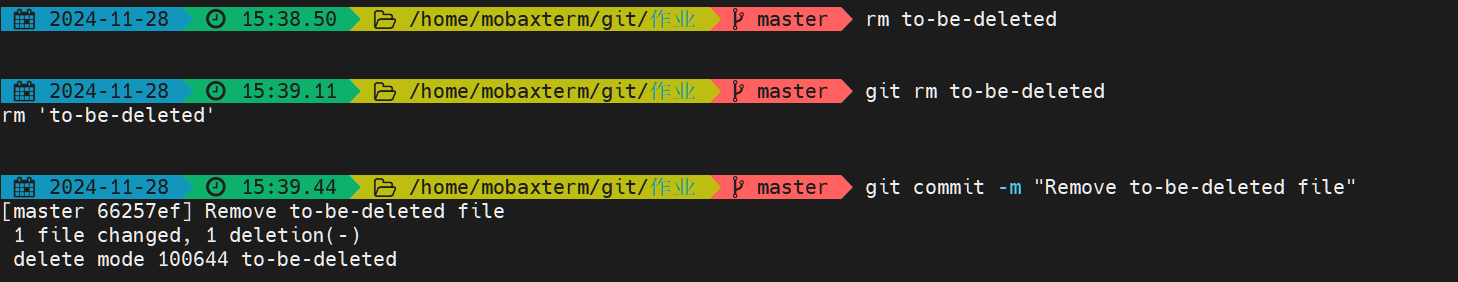 2024-11-28 15:38.50 /home/mobaxterm/git/作业 master rm to-be-deleted
2024-11-28 15:39.11 /home/mobaxterm/git/作业 master git rm to-be-deleted
rm 'to-be-deleted'
2024-11-28 15:39.44 /home/mobaxterm/git/作业 master git commit -m "Remove to-be-deleted file"
[master 66257ef] Remove to-be-deleted file
1 file changed, 1 deletion(-)
delete mode 100644 to-be-deleted